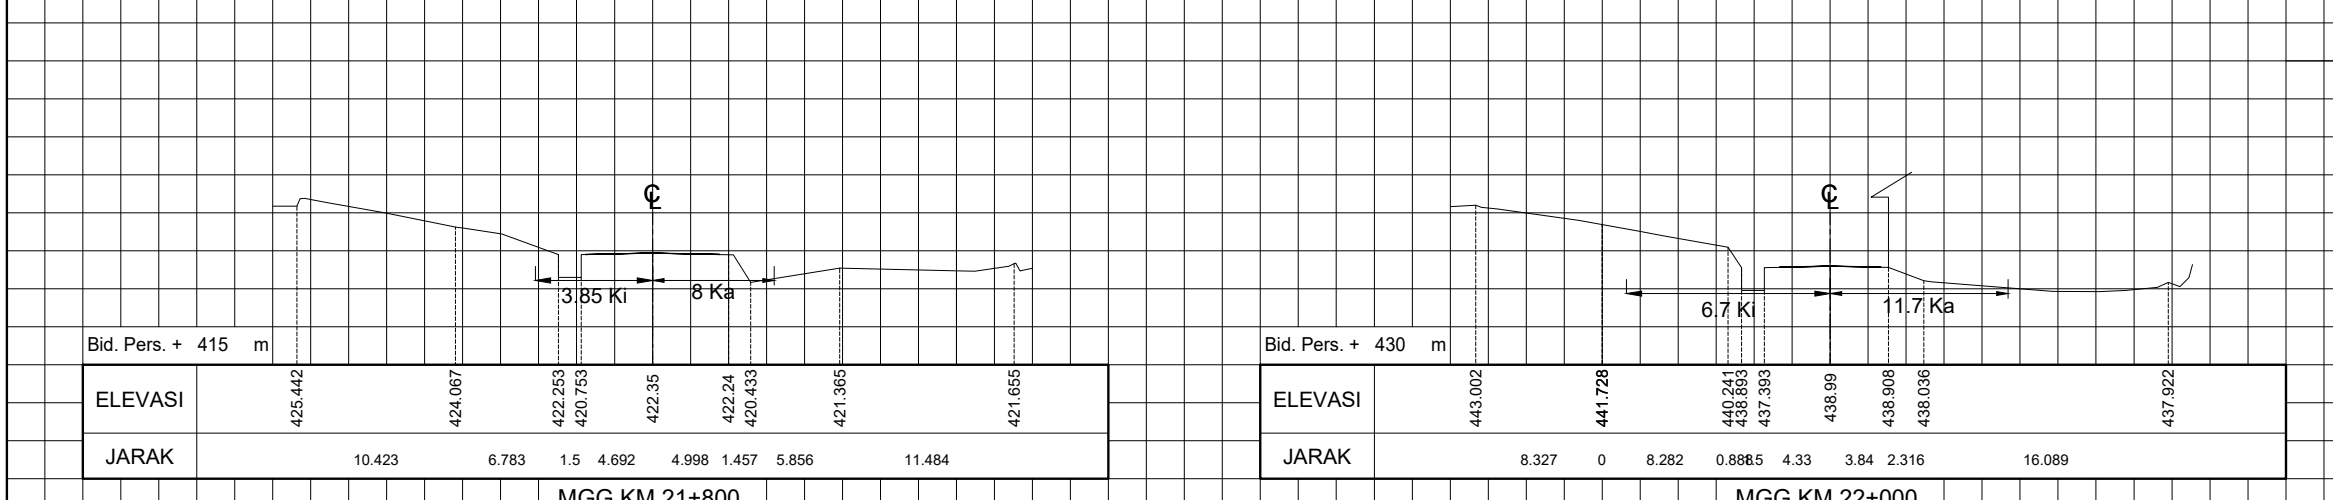 ℄
3.85 Ki 8 Ka
Bid. Pers. + 415 m
ELEVASI 425.442 424.067 422.253 420.753 422.35 422.24 420.433 421.365 421.655
JARAK 10.423 6.783 1.5 4.692 4.998 1.457 5.856 11.484
MGG KM 21+800
℄
6.7 Ki 11.7 Ka
Bid. Pers. + 430 m
ELEVASI 443.002 441.728 440.241 438.893 437.393 438.99 438.908 438.036 437.922
JARAK 8.327 0 8.282 1.5 4.33 3.84 2.316 16.089
MGG KM 22+000